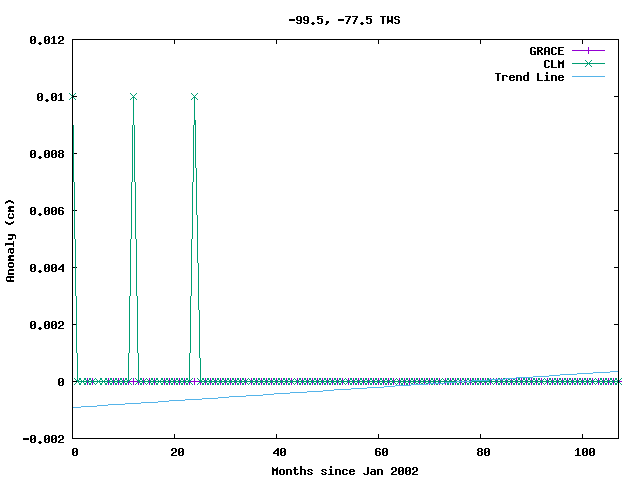 -99.5, -77.5 TWS
0.012
0.01
0.008
0.006
0.004
0.002
0
-0.002
Anomaly (cm)
GRACE
CLM
Trend Line
0 20 40 60 80 100
Months since Jan 2002